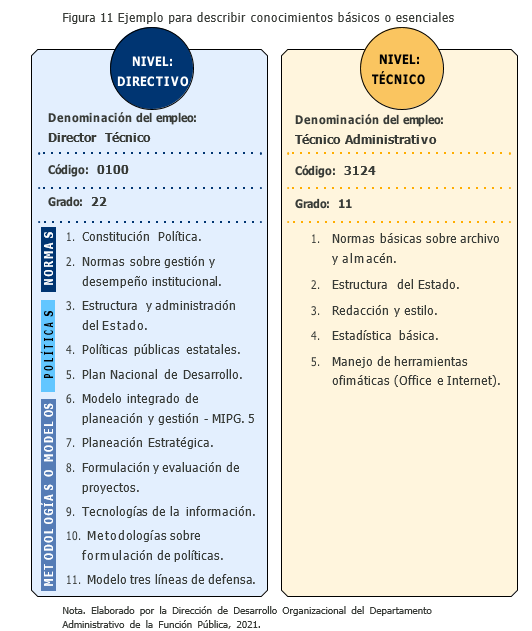 Figura 11 Ejemplo para describir conocimientos básicos o esenciales
NIVEL:
DIRECTIVO
Denominación del empleo:
Director Técnico
Código: 0100
Grado: 22
NORMAS
POLÍTICAS
METODOLOGÍAS O MODELOS
1. Constitución Política.
2. Normas sobre gestión y
desempeño institucional.
3. Estructura y administración
del Estado.
4. Políticas públicas estatales.
5. Plan Nacional de Desarrollo.
6. Modelo integrado de
planeación y gestión - MIPG. 5
7. Planeación Estratégica.
8. Formulación y evaluación de
proyectos.
9. Tecnologías de la información.
10. Metodologías sobre
formulación de políticas.
11. Modelo tres líneas de defensa.
NIVEL:
TÉCNICO
Denominación del empleo:
Técnico Administrativo
Código: 3124
Grado: 11
1. Normas básicas sobre archivo
y almacén.
2. Estructura del Estado.
3. Redacción y estilo.
4. Estadística básica.
5. Manejo de herramientas
ofimáticas (Office e Internet).
Nota. Elaborado por la Dirección de Desarrollo Organizacional del Departamento
Administrativo de la Función Pública, 2021.